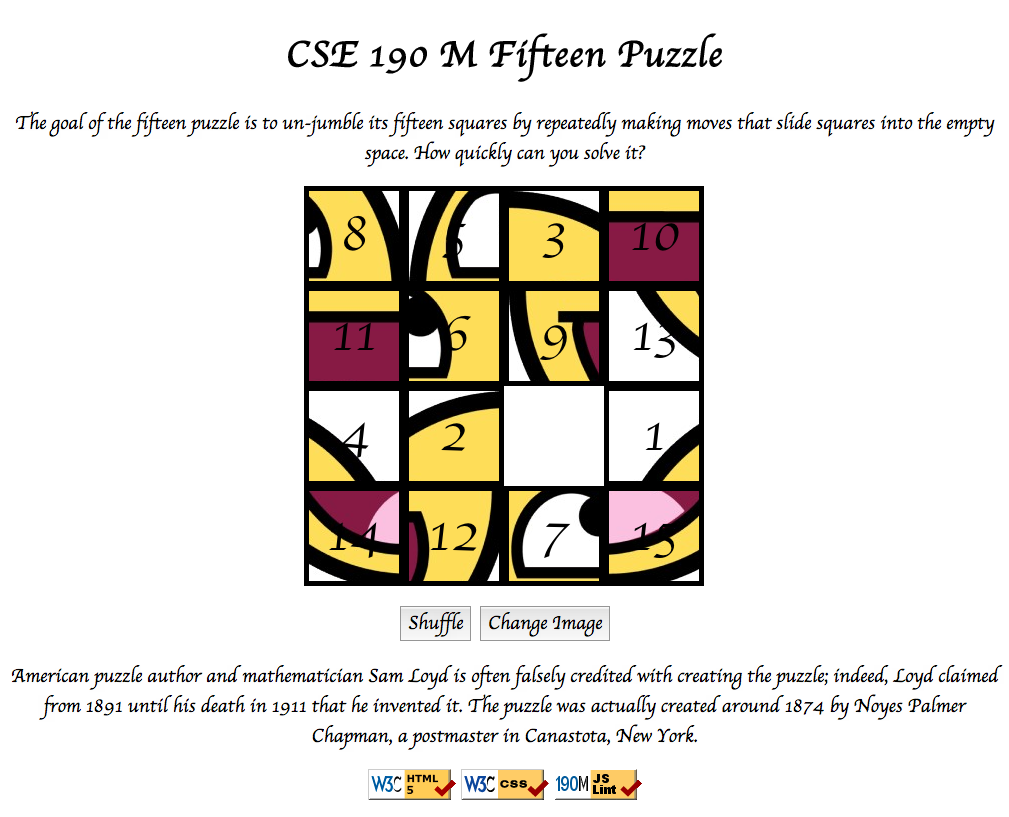 CSE 190 M Fifteen Puzzle
The goal of the fifteen puzzle is to un-jumble its fifteen squares by repeatedly making moves that slide squares into the empty
space. How quickly can you solve it?
8 5 3 10
11 6 9 13
4 2 1
14 12 7 15
Shuffle Change Image
American puzzle author and mathematician Sam Loyd is often falsely credited with creating the puzzle; indeed, Loyd claimed
from 1891 until his death in 1911 that he invented it. The puzzle was actually created around 1874 by Noyes Palmer
Chapman, a postmaster in Canastota, New York.
W3C HTML 5 W3C css 190M JS Lint